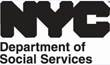 NYC
Department of
Social Services